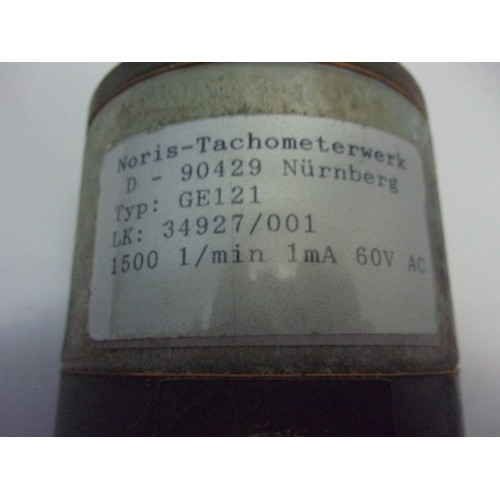 Noris-Tachometerwerk
D - 90429 Nürnberg
Typ: GE121
LK: 34927/001
1500 1/min 1mA 60V AC